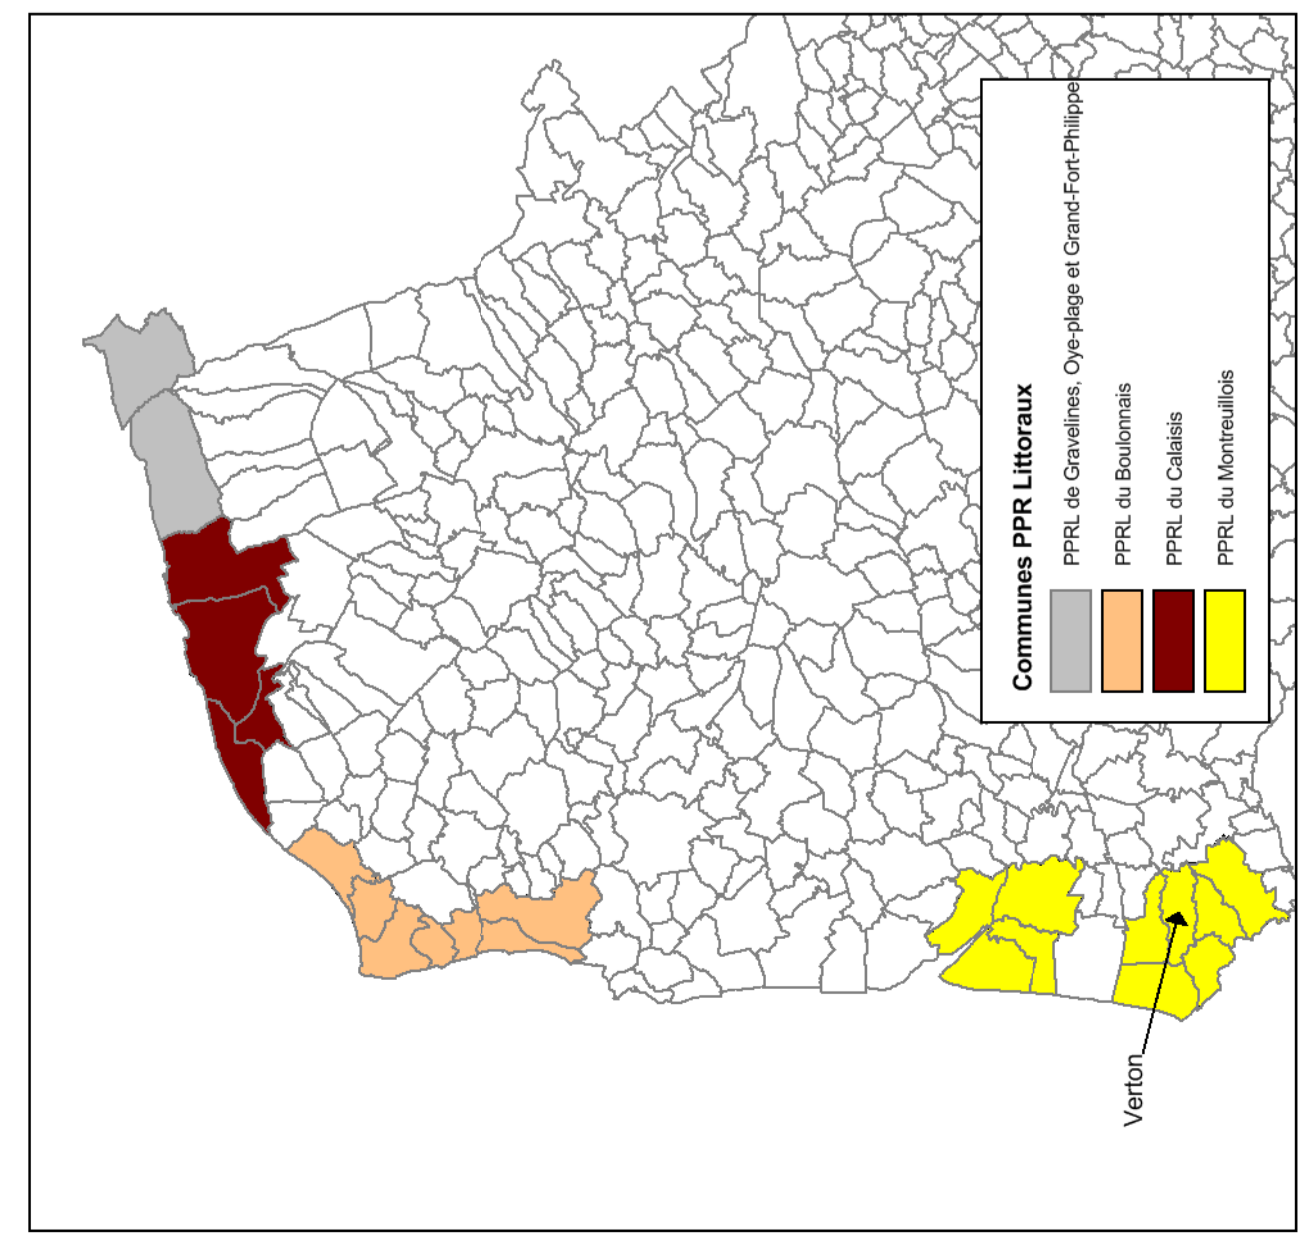 Communes PPR Littoraux
PPRL de Gravelines, Oye-plage et Grand-Fort-Philippe
PPRL du Boulonnais
PPRL du Calaisis
PPRL du Montreuillois
Verton